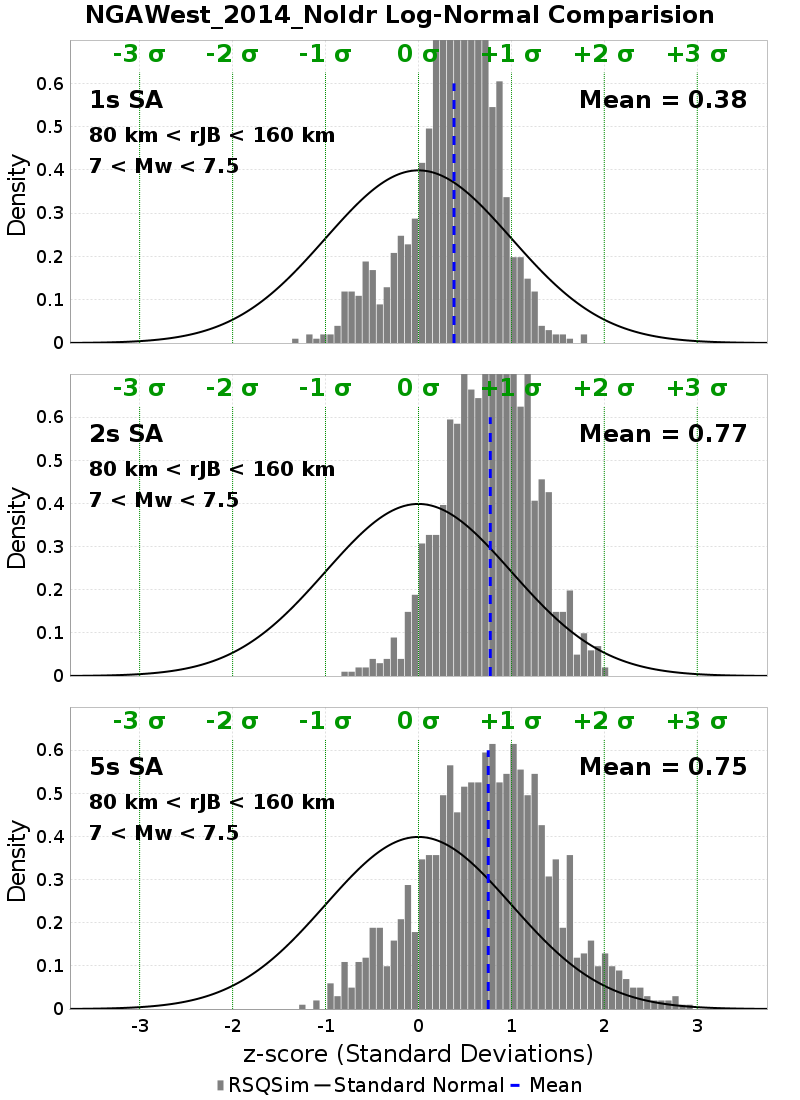 NGAWest_2014_NoIdr Log-Normal Comparision
-3 σ -2 σ -1 σ 0 σ +1 σ +2 σ +3 σ
1s SA
Mean = 0.38
80 km < rJB < 160 km
7 < Mw < 7.5
Density
0.6
0.5
0.4
0.3
0.2
0.1
0
-3 σ -2 σ -1 σ 0 σ +1 σ +2 σ +3 σ
2s SA
Mean = 0.77
80 km < rJB < 160 km
7 < Mw < 7.5
Density
0.6
0.5
0.4
0.3
0.2
0.1
0
-3 σ -2 σ -1 σ 0 σ +1 σ +2 σ +3 σ
5s SA
Mean = 0.75
80 km < rJB < 160 km
7 < Mw < 7.5
Density
0.6
0.5
0.4
0.3
0.2
0.1
0
-3 -2 -1 0 1 2 3
z-score (Standard Deviations)
RSQSim Standard Normal Mean